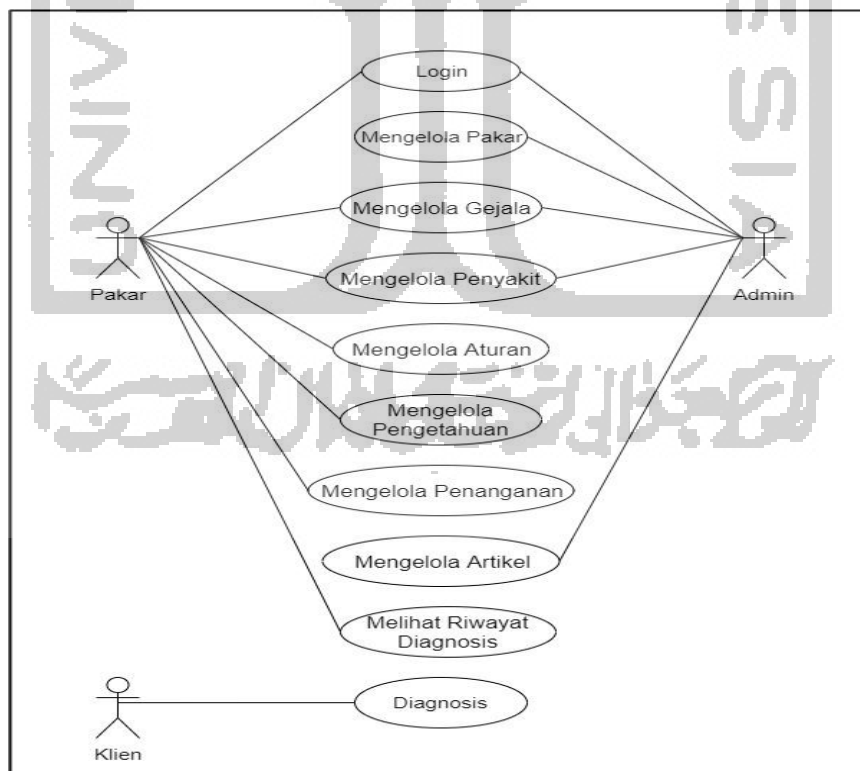 Login
Mengelola Pakar
Mengelola Gejala
Mengelola Penyakit
Pakar
Admin
Mengelola Aturan
Mengelola
Pengetahuan
Mengelola Penanganan
Mengelola Artikel
Melihat Riwayat
Diagnosis
Diagnosis
Klien